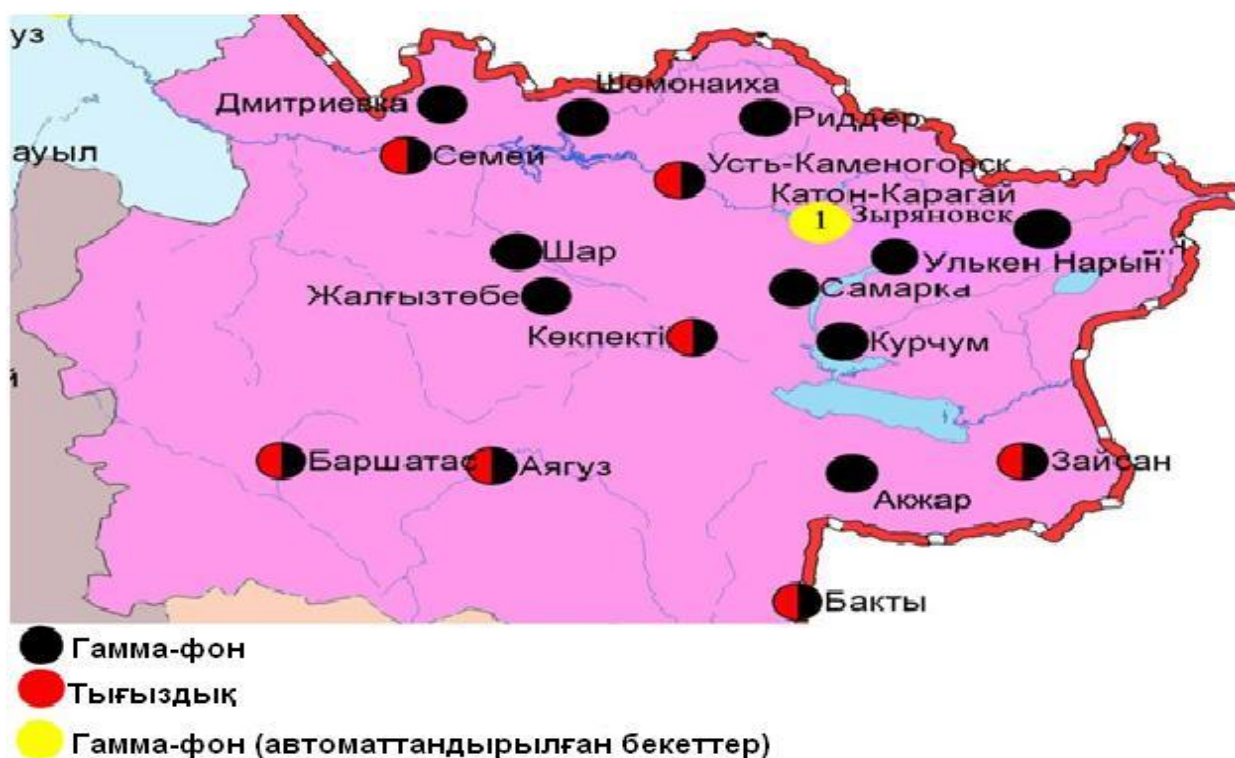 уз
Шемонаиха
Дмитриевка
Риддер
ауыл
Семей
Усть-Каменогорск
Катон-Карагай
1 Зыряновск
Шар
Улькен Нарын
Жалғызтөбе
Самарка
Көкпекті
Курчум
й
Баршатас
Аягуз
Зайсан
Акжар
Бакты
Гамма-фон
Тығыздық
Гамма-фон (автоматтандырылған бекеттер)